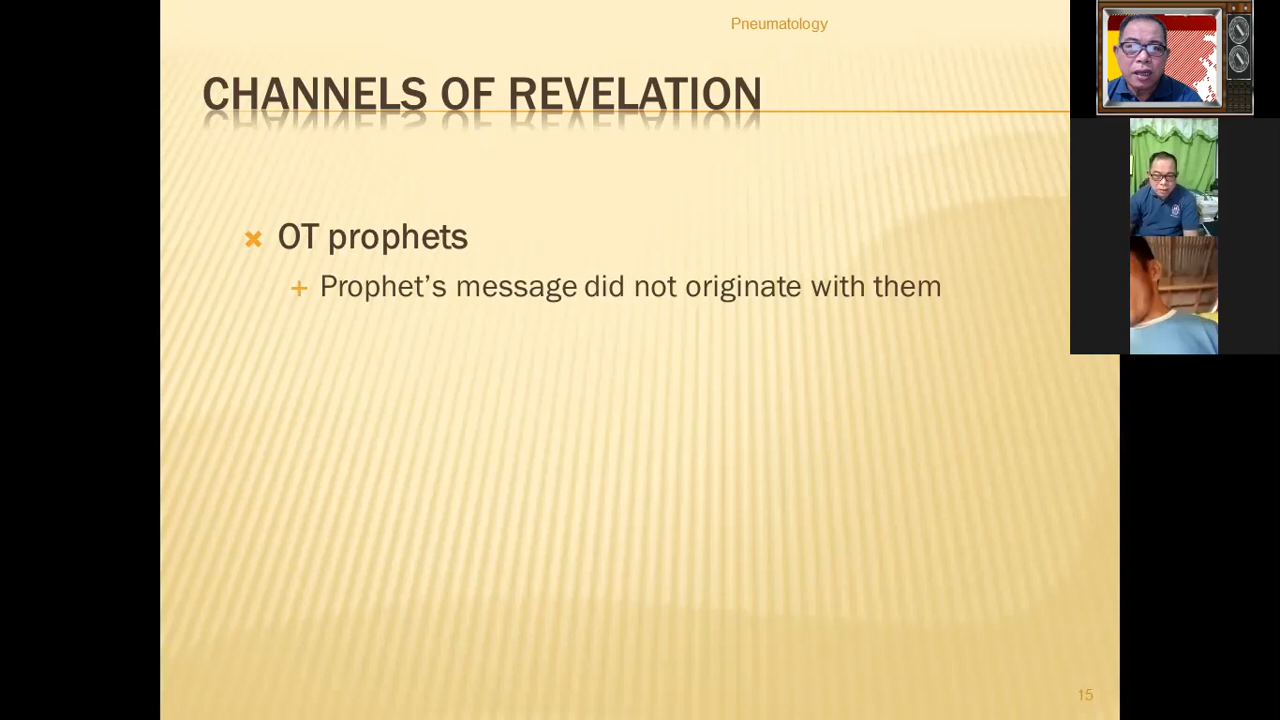 Pneumatology
CHANNELS OF REVELATION
OT prophets
Prophet’s message did not originate with them
15